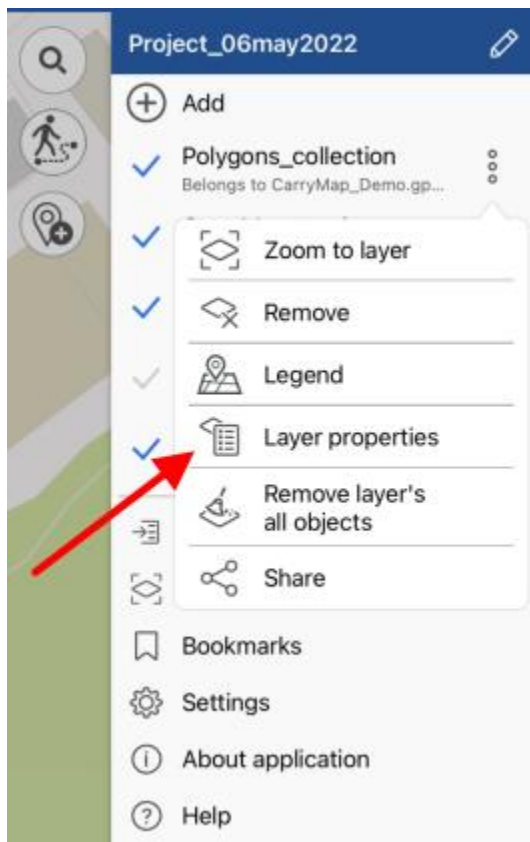 Project_06may2022
Add
Polygons_collection
Belongs to CarryMap_Demo.gp...
Zoom to layer
Remove
Legend
Layer properties
Remove layer's
all objects
Share
Bookmarks
Settings
About application
Help